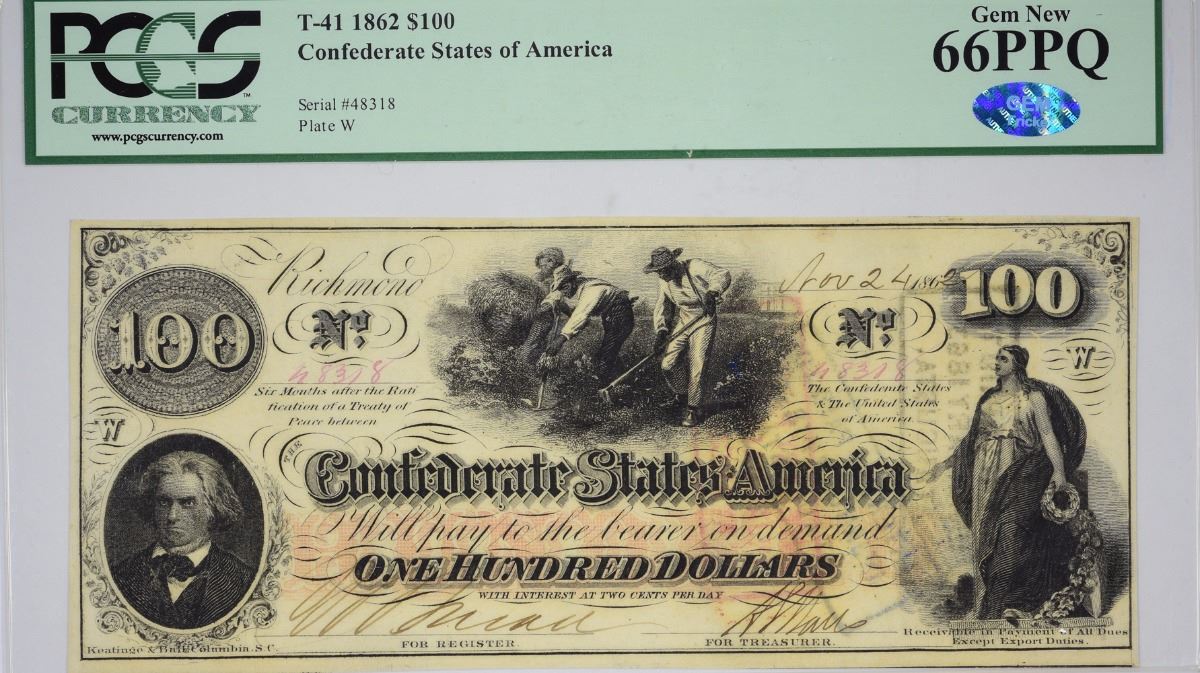 PCGS
CURRENCY
www.pcgscurrency.com
T-41 1862 $100
Confederate States of America
Serial #48318
Plate W
Gem New
66PPQ
Richmond
Nov 24 1862
100
100
No.
No.
48318
48318
Six Months after the Rati
fication of a Treaty of
Peace between
The Confederate States
& The United States
of America
W
W
THE
Confederate States America
Will pay to the bearer on demand
ONE HUNDRED DOLLARS
WITH INTEREST AT TWO CENTS PER DAY
FOR REGISTER.
FOR TREASURER.
Keatinge & Ball, Columbia, S.C.
Receivable in Payment of All Dues
Except Export Duties.